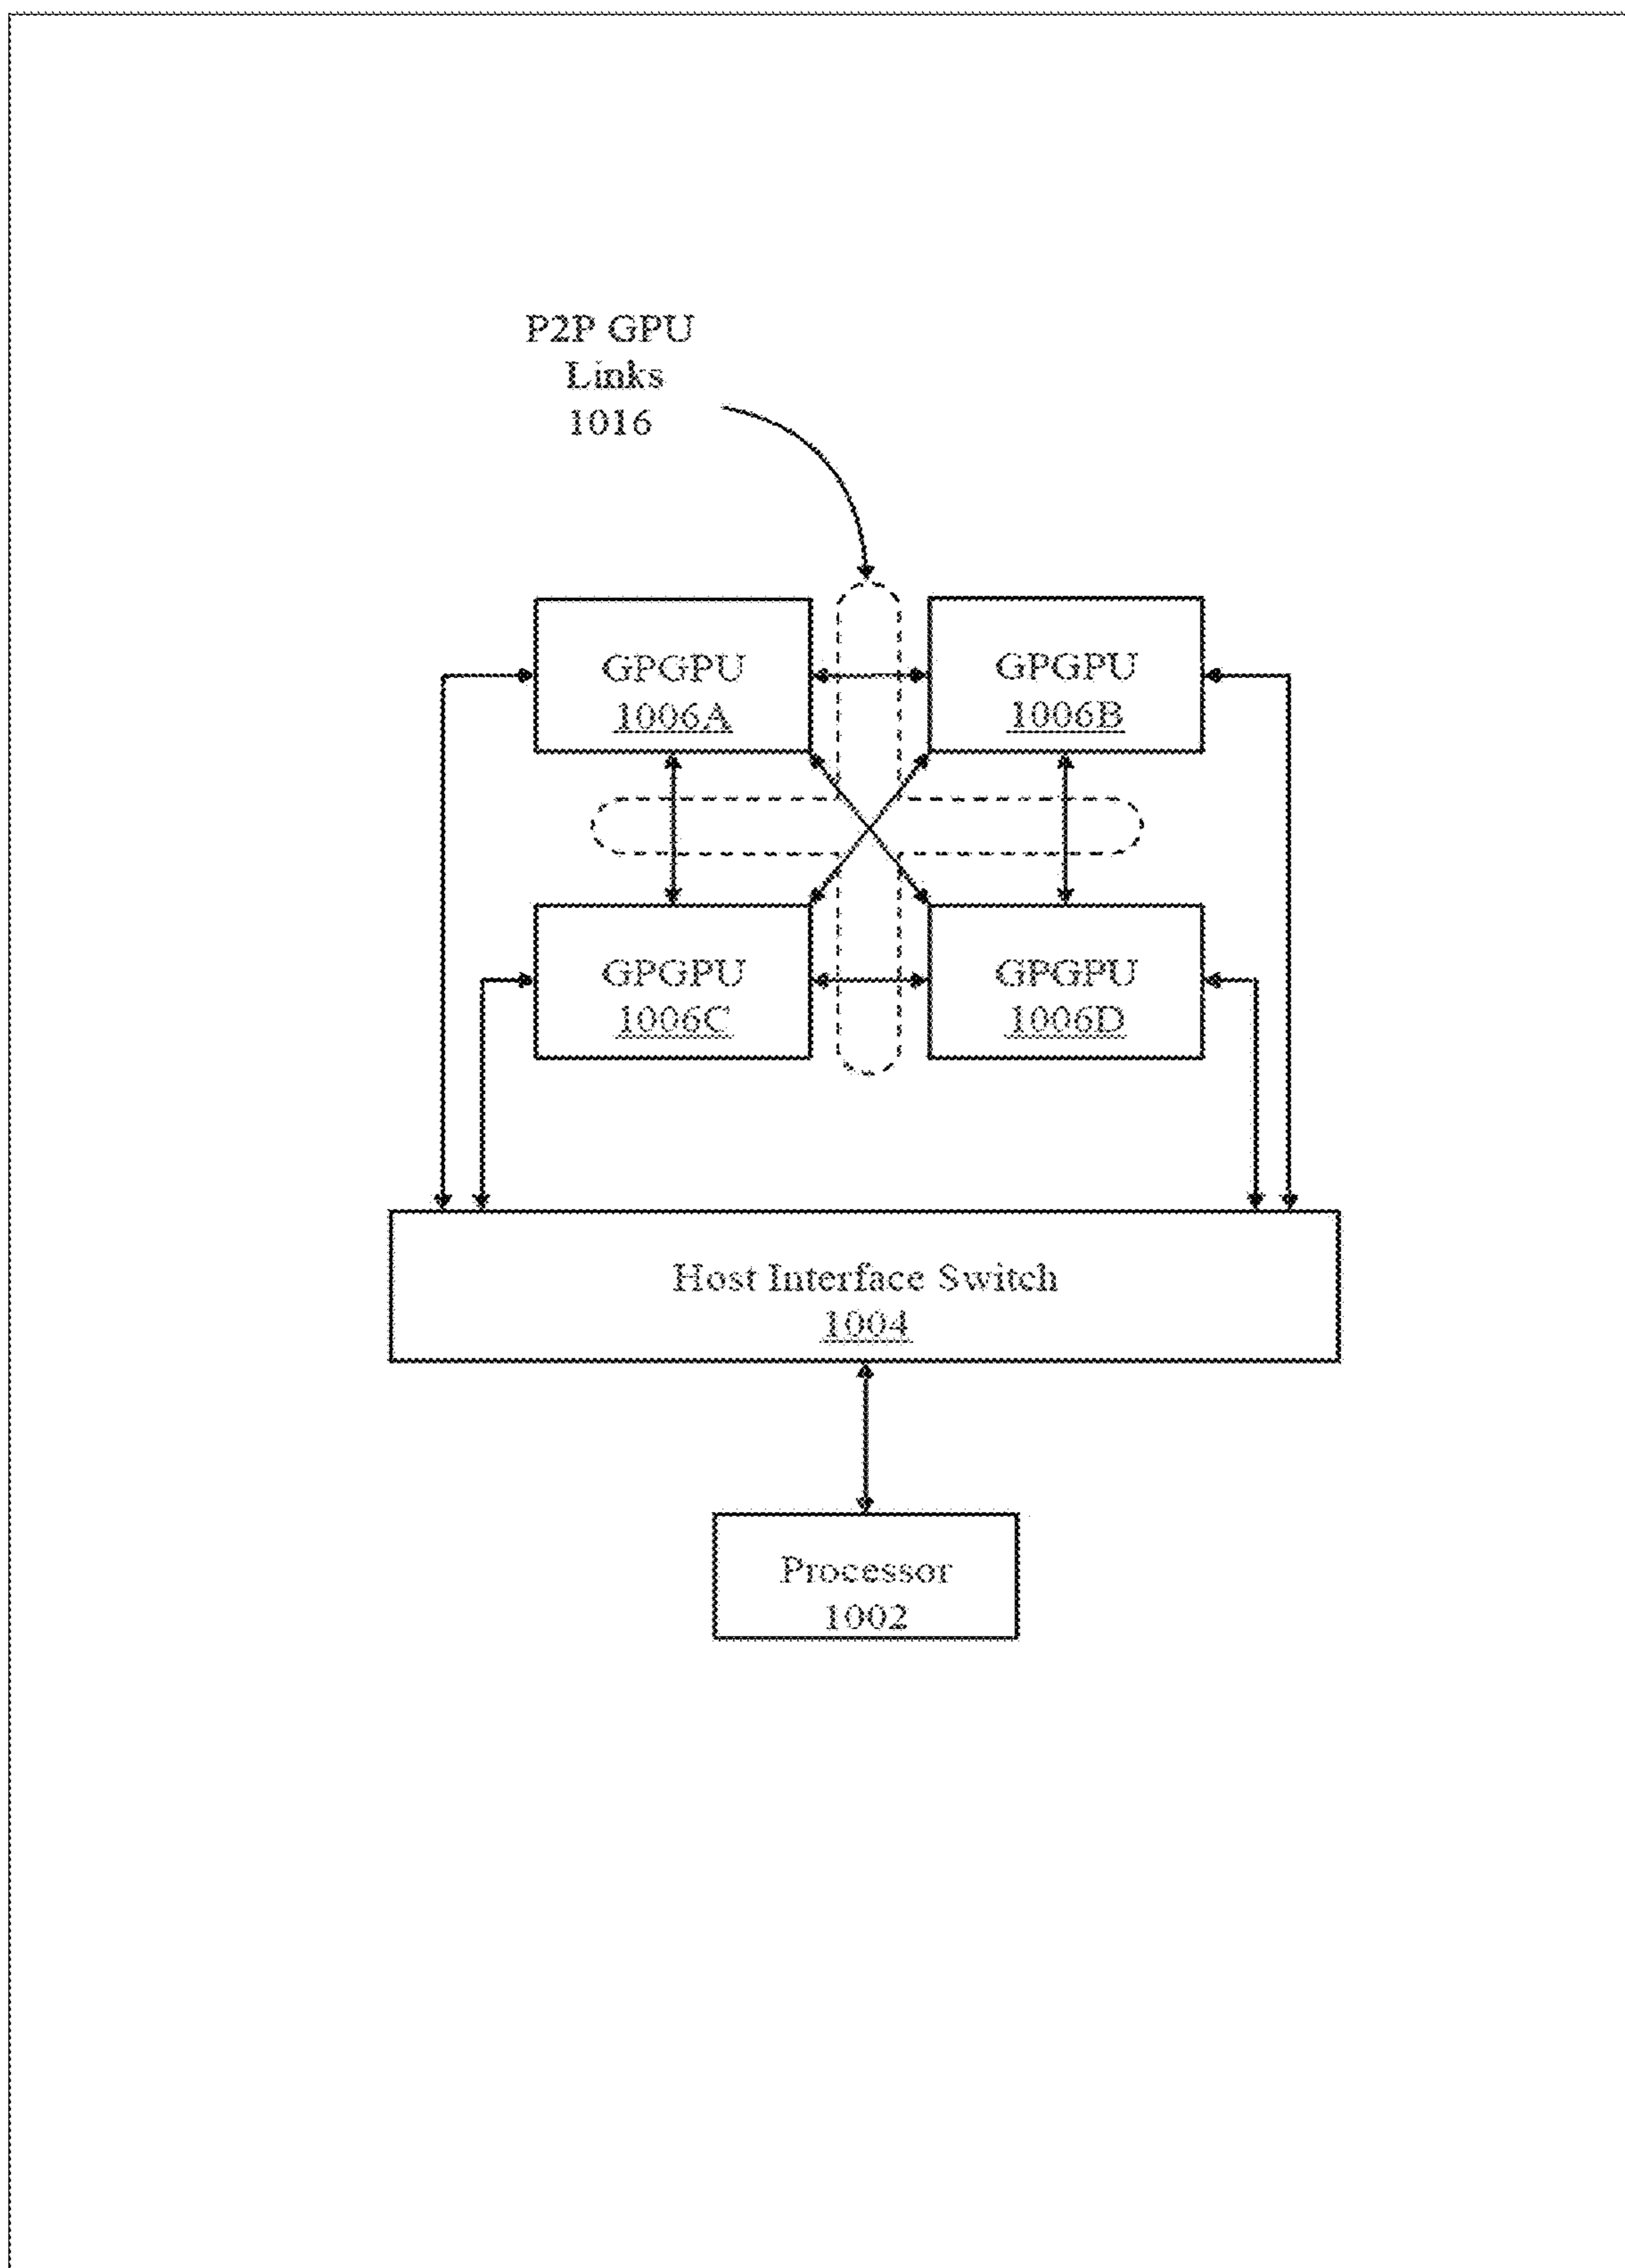 P2P GPU
Links
1016
GPGPU
1006A
GPGPU
1006B
GPGPU
1006C
GPGPU
1006D
Host Interface Switch
1004
Processor
1002